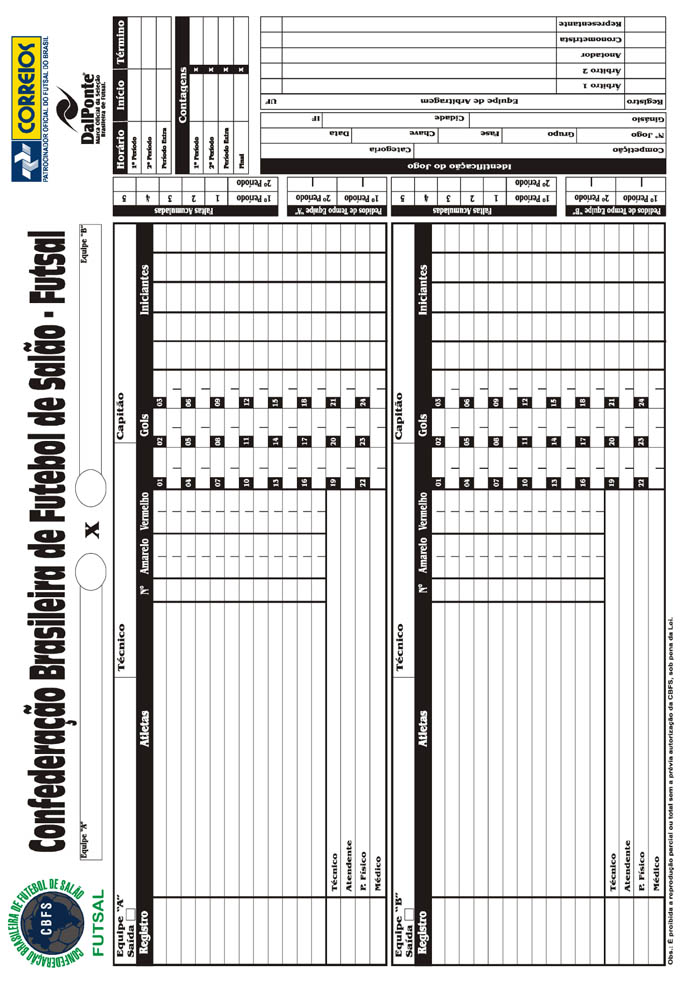 CONFEDERAÇÃO BRASILEIRA DE FUTEBOL DE SALÃO
CBFS
FUTSAL
Confederação Brasileira de Futebol de Salão - Futsal
CORREIOS
PATROCINADOR OFICIAL DO FUTSAL DO BRASIL
DalPonte
Marca Oficial da Seleção
Brasileira de Futsal.
Equipe "A"
X
Equipe "B"
Horário Início Término
1º Período
2º Período
Período Extra
Contagens
1º Período X
2º Período X
Período Extra X
Final X
Identificação do Jogo
Competição Categoria
Nº. Jogo Grupo Fase Chave Data
Ginásio Cidade IF
Registro Equipe de Arbitragem UF
Árbitro 1
Árbitro 2
Anotador
Cronometrista
Representante
Equipe "A"
Saída
Técnico
Capitão
Registro Atletas Nº Amarelo Vermelho Gols Iniciantes
01 02 03
04 05 06
07 08 09
10 11 12
13 14 15
16 17 18
19 20 21
22 23 24
Técnico
Atendente
P. Físico
Médico
Faltas Acumuladas
1º Período 1 2 3 4 5
2º Período
Pedidos de Tempo Equipe "A"
1º Período 2º Período
Equipe "B"
Saída
Técnico
Capitão
Registro Atletas Nº Amarelo Vermelho Gols Iniciantes
01 02 03
04 05 06
07 08 09
10 11 12
13 14 15
16 17 18
19 20 21
22 23 24
Técnico
Atendente
P. Físico
Médico
Faltas Acumuladas
1º Período 1 2 3 4 5
2º Período
Pedidos de Tempo Equipe "B"
1º Período 2º Período
Obs.: É proibida a reprodução parcial ou total sem a prévia autorização da CBFS, sob pena da Lei.